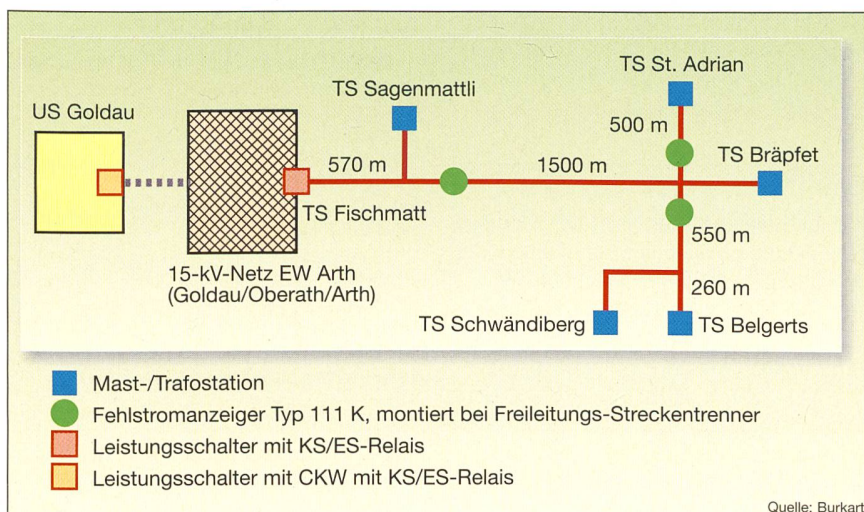 US Goldau
TS Sagenmattli
TS St. Adrian
500 m
TS Bräpfet
570 m
1500 m
TS Fischmatt
550 m
15-kV-Netz EW Arth
(Goldau/Oberath/Arth)
260 m
TS Schwändiberg
TS Belgerts
Mast-/Trafostation
Fehlstromanzeiger Typ 111 K, montiert bei Freileitungs-Streckentrenner
Leistungsschalter mit KS/ES-Relais
Leistungsschalter mit CKW mit KS/ES-Relais
Quelle: Burkart